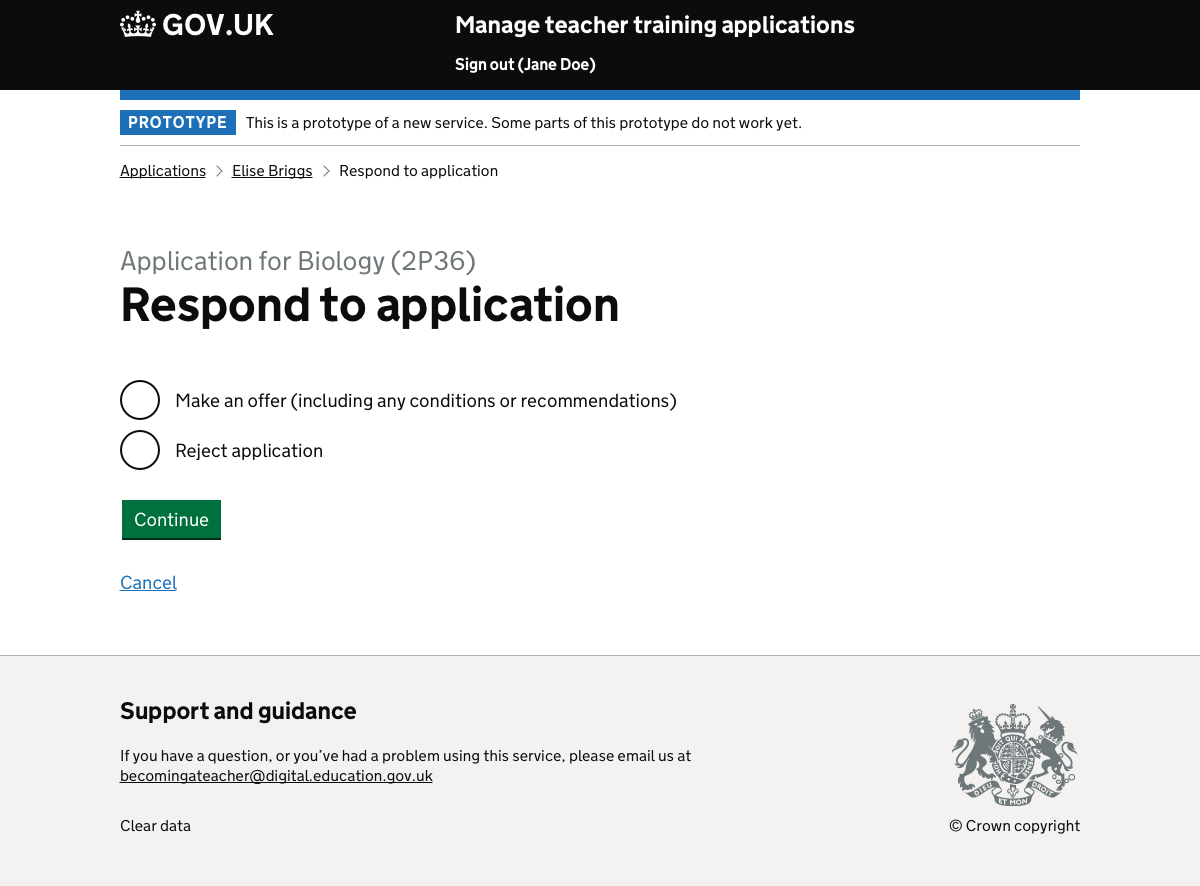 GOV.UK
Manage teacher training applications
Sign out (Jane Doe)
PROTOTYPE This is a prototype of a new service. Some parts of this prototype do not work yet.
Applications > Elise Briggs > Respond to application
Application for Biology (2P36)
Respond to application
Make an offer (including any conditions or recommendations)
Reject application
Continue
Cancel
Support and guidance
If you have a question, or you’ve had a problem using this service, please email us at
becomingateacher@digital.education.gov.uk
DIEU ET MON DROIT
Clear data
© Crown copyright